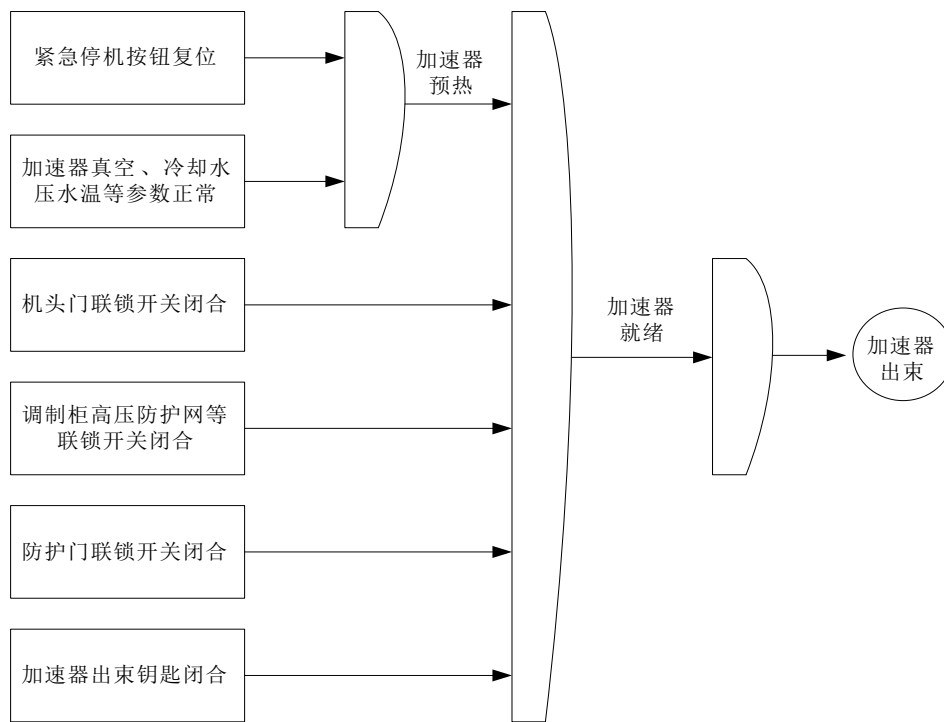 紧急停机按钮复位
加速器
预热
加速器真空、冷却水
压水温等参数正常
机头门联锁开关闭合
加速器
就绪
加速器
出束
调制柜高压防护网等
联锁开关闭合
防护门联锁开关闭合
加速器出束钥匙闭合